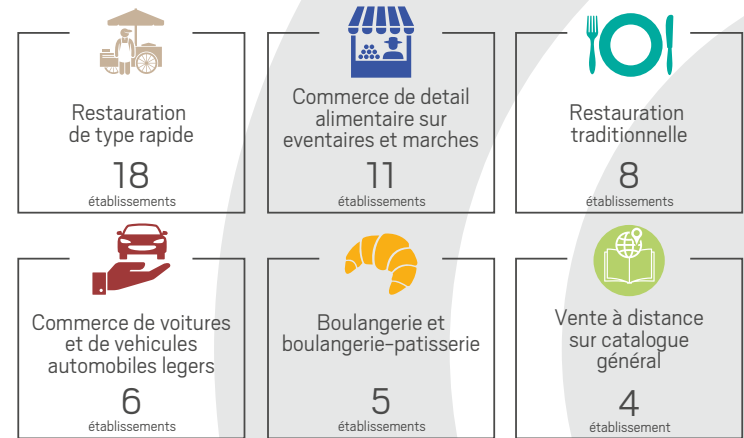 Restauration
de type rapide
18
établissements
Commerce de detail
alimentaire sur
eventaires et marches
11
établissements
Restauration
traditionnelle
8
établissements
Commerce de voitures
et de vehicules
automobiles legers
6
établissements
Boulangerie et
boulangerie-patisserie
5
établissements
Vente à distance
sur catalogue
général
4
établissement